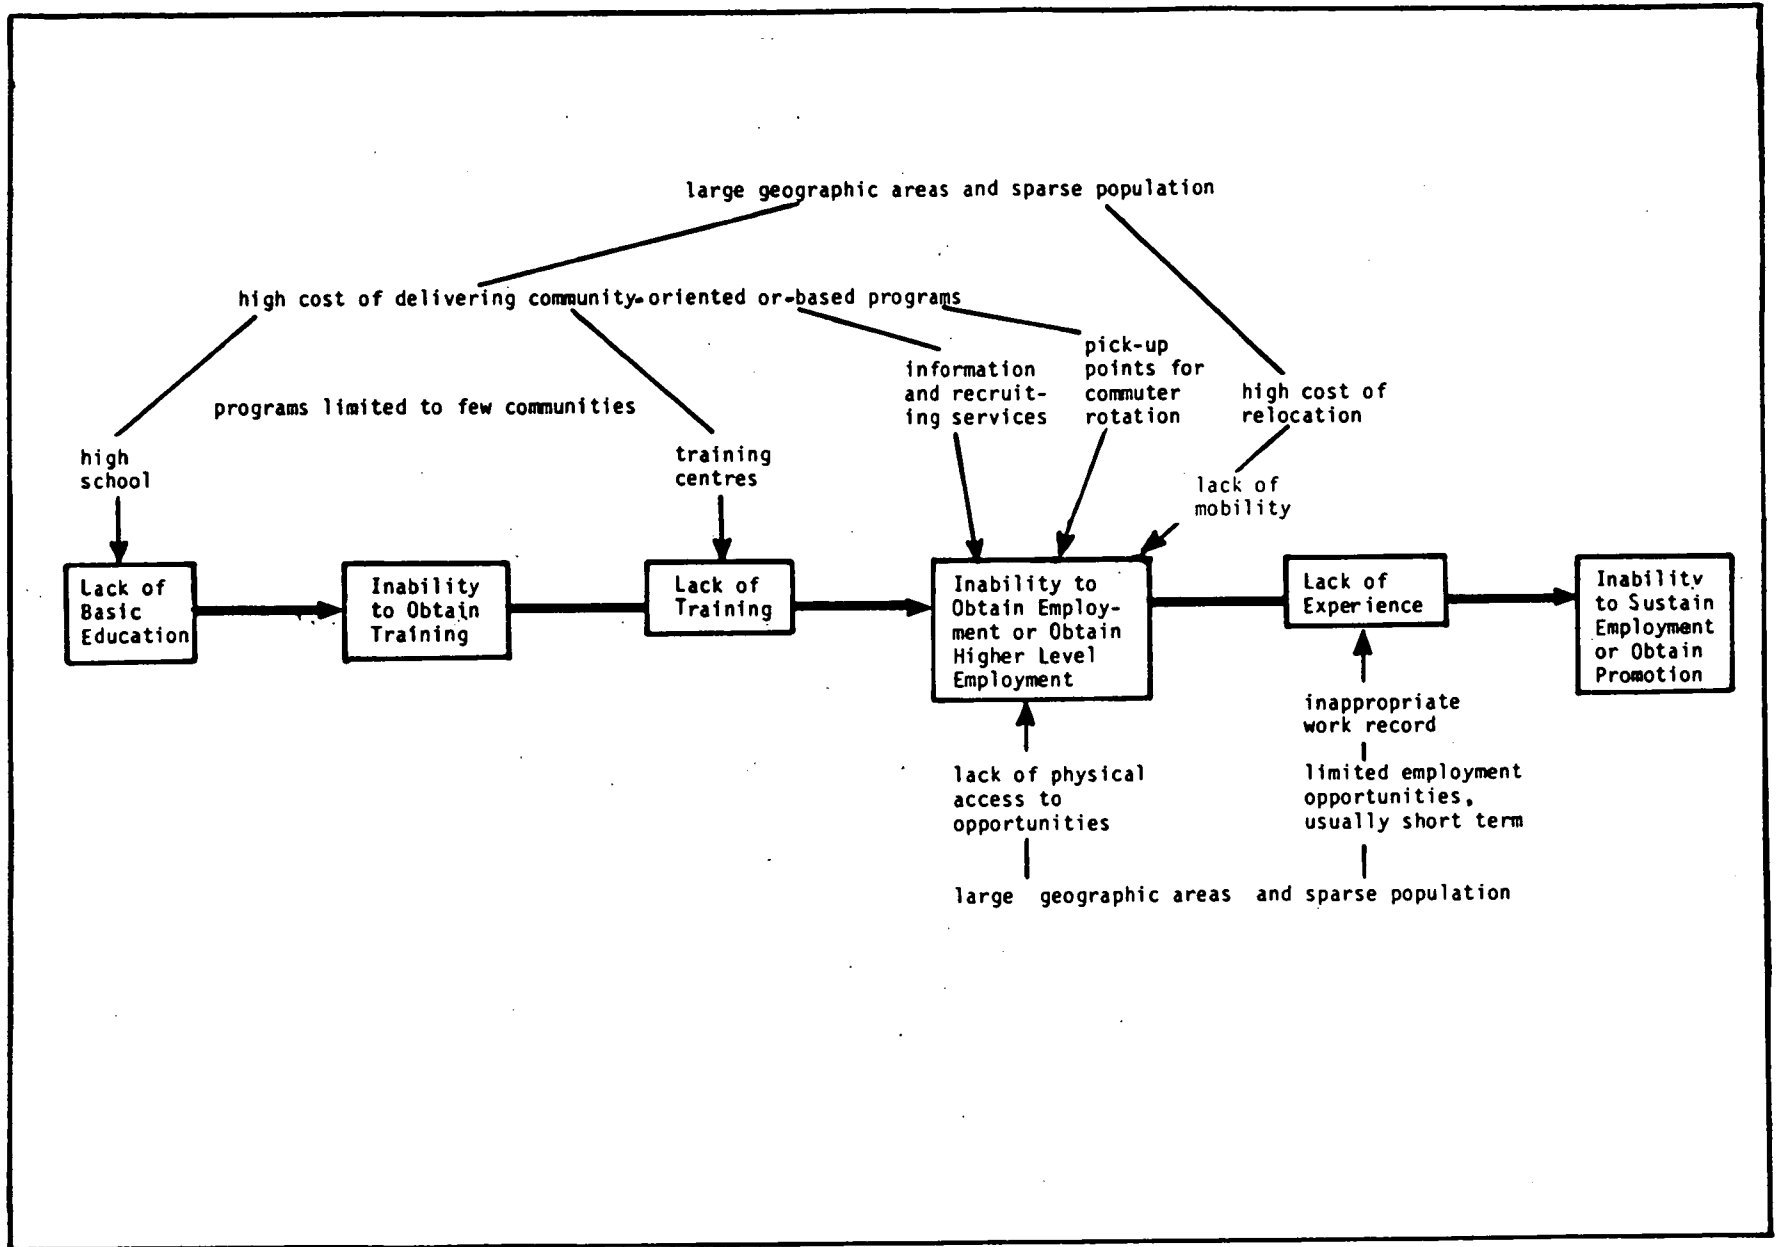 large geographic areas and sparse population
high cost of delivering community-oriented or-based programs
pick-up
points for
commuter
rotation
information
and recruit-
ing services
high cost of
relocation
programs limited to few communities
high
school
training
centres
lack of
mobility
Lack of
Basic
Education
Inability
to Obtain
Training
Lack of
Training
Inability to
Obtain Employ-
ment or Obtain
Higher Level
Employment
Lack of
Experience
Inability
to Sustain
Employment
or Obtain
Promotion
inappropriate
work record
lack of physical
access to
opportunities
limited employment
opportunities,
usually short term
large geographic areas and sparse population